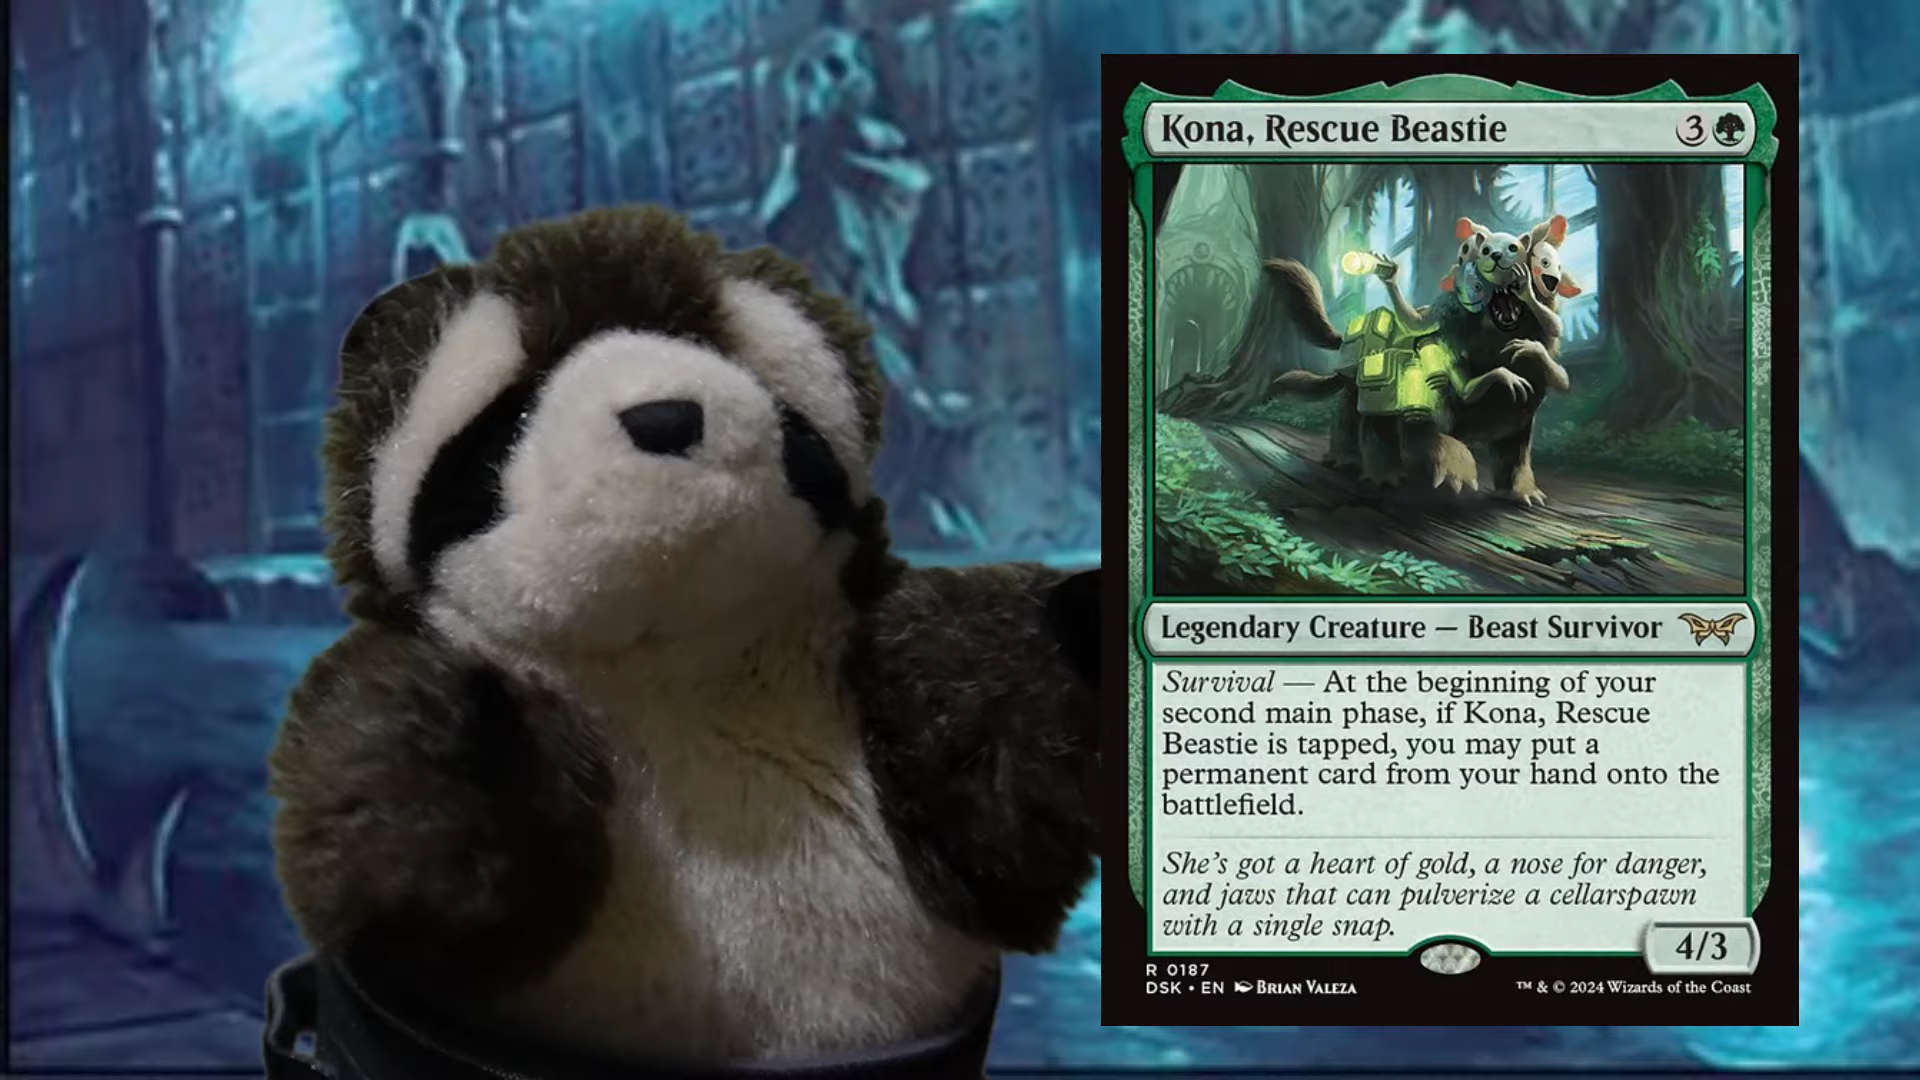 Kona, Rescue Beastie 3
Legendary Creature — Beast Survivor
Survival — At the beginning of your
second main phase, if Kona, Rescue
Beastie is tapped, you may put a
permanent card from your hand onto the
battlefield.
She's got a heart of gold, a nose for danger,
and jaws that can pulverize a cellarspawn
with a single snap.
4/3
R 0187
DSK • EN BRIAN VALEZA
™ & © 2024 Wizards of the Coast